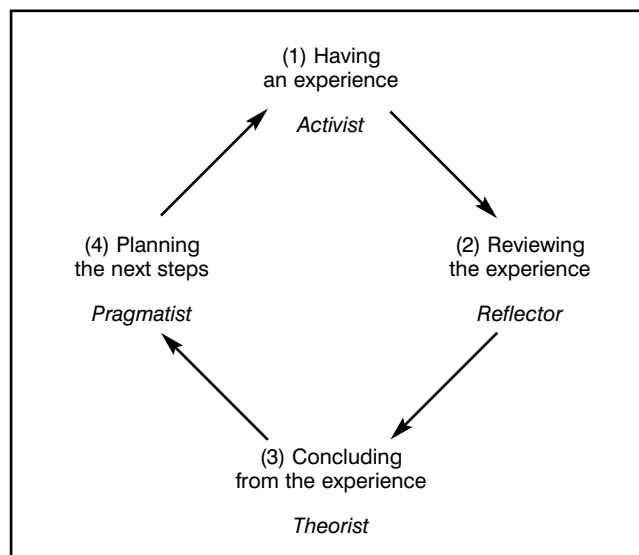 (1) Having
an experience
Activist
(2) Reviewing
the experience
Reflector
(3) Concluding
from the experience
Theorist
(4) Planning
the next steps
Pragmatist